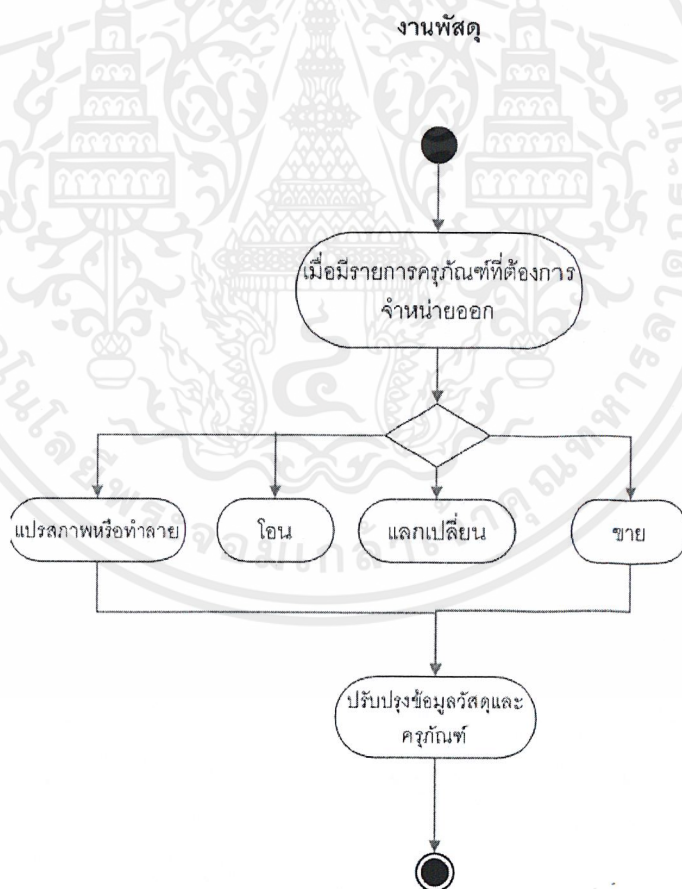 งานพัสดุ
เมื่อมีรายการครุภัณฑ์ที่ต้องการ
จำหน่ายออก
แปรสภาพหรือทำลาย
โอน
แลกเปลี่ยน
ขาย
ปรับปรุงข้อมูลวัสดุและ
ครุภัณฑ์